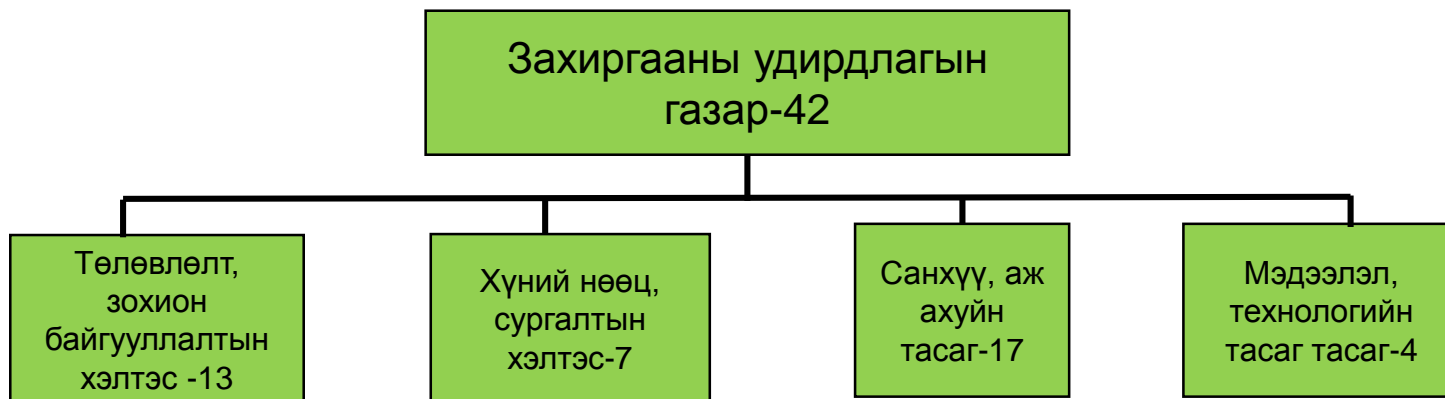 Захиргааны удирдлагын
газар-42
Төлөвлөлт,
зохион
байгууллалтын
хэлтэс -13
Хүний нөөц,
сургалтын
хэлтэс-7
Санхүү, аж
ахуйн
тасаг-17
Мэдээлэл,
технологийн
тасаг тасаг-4